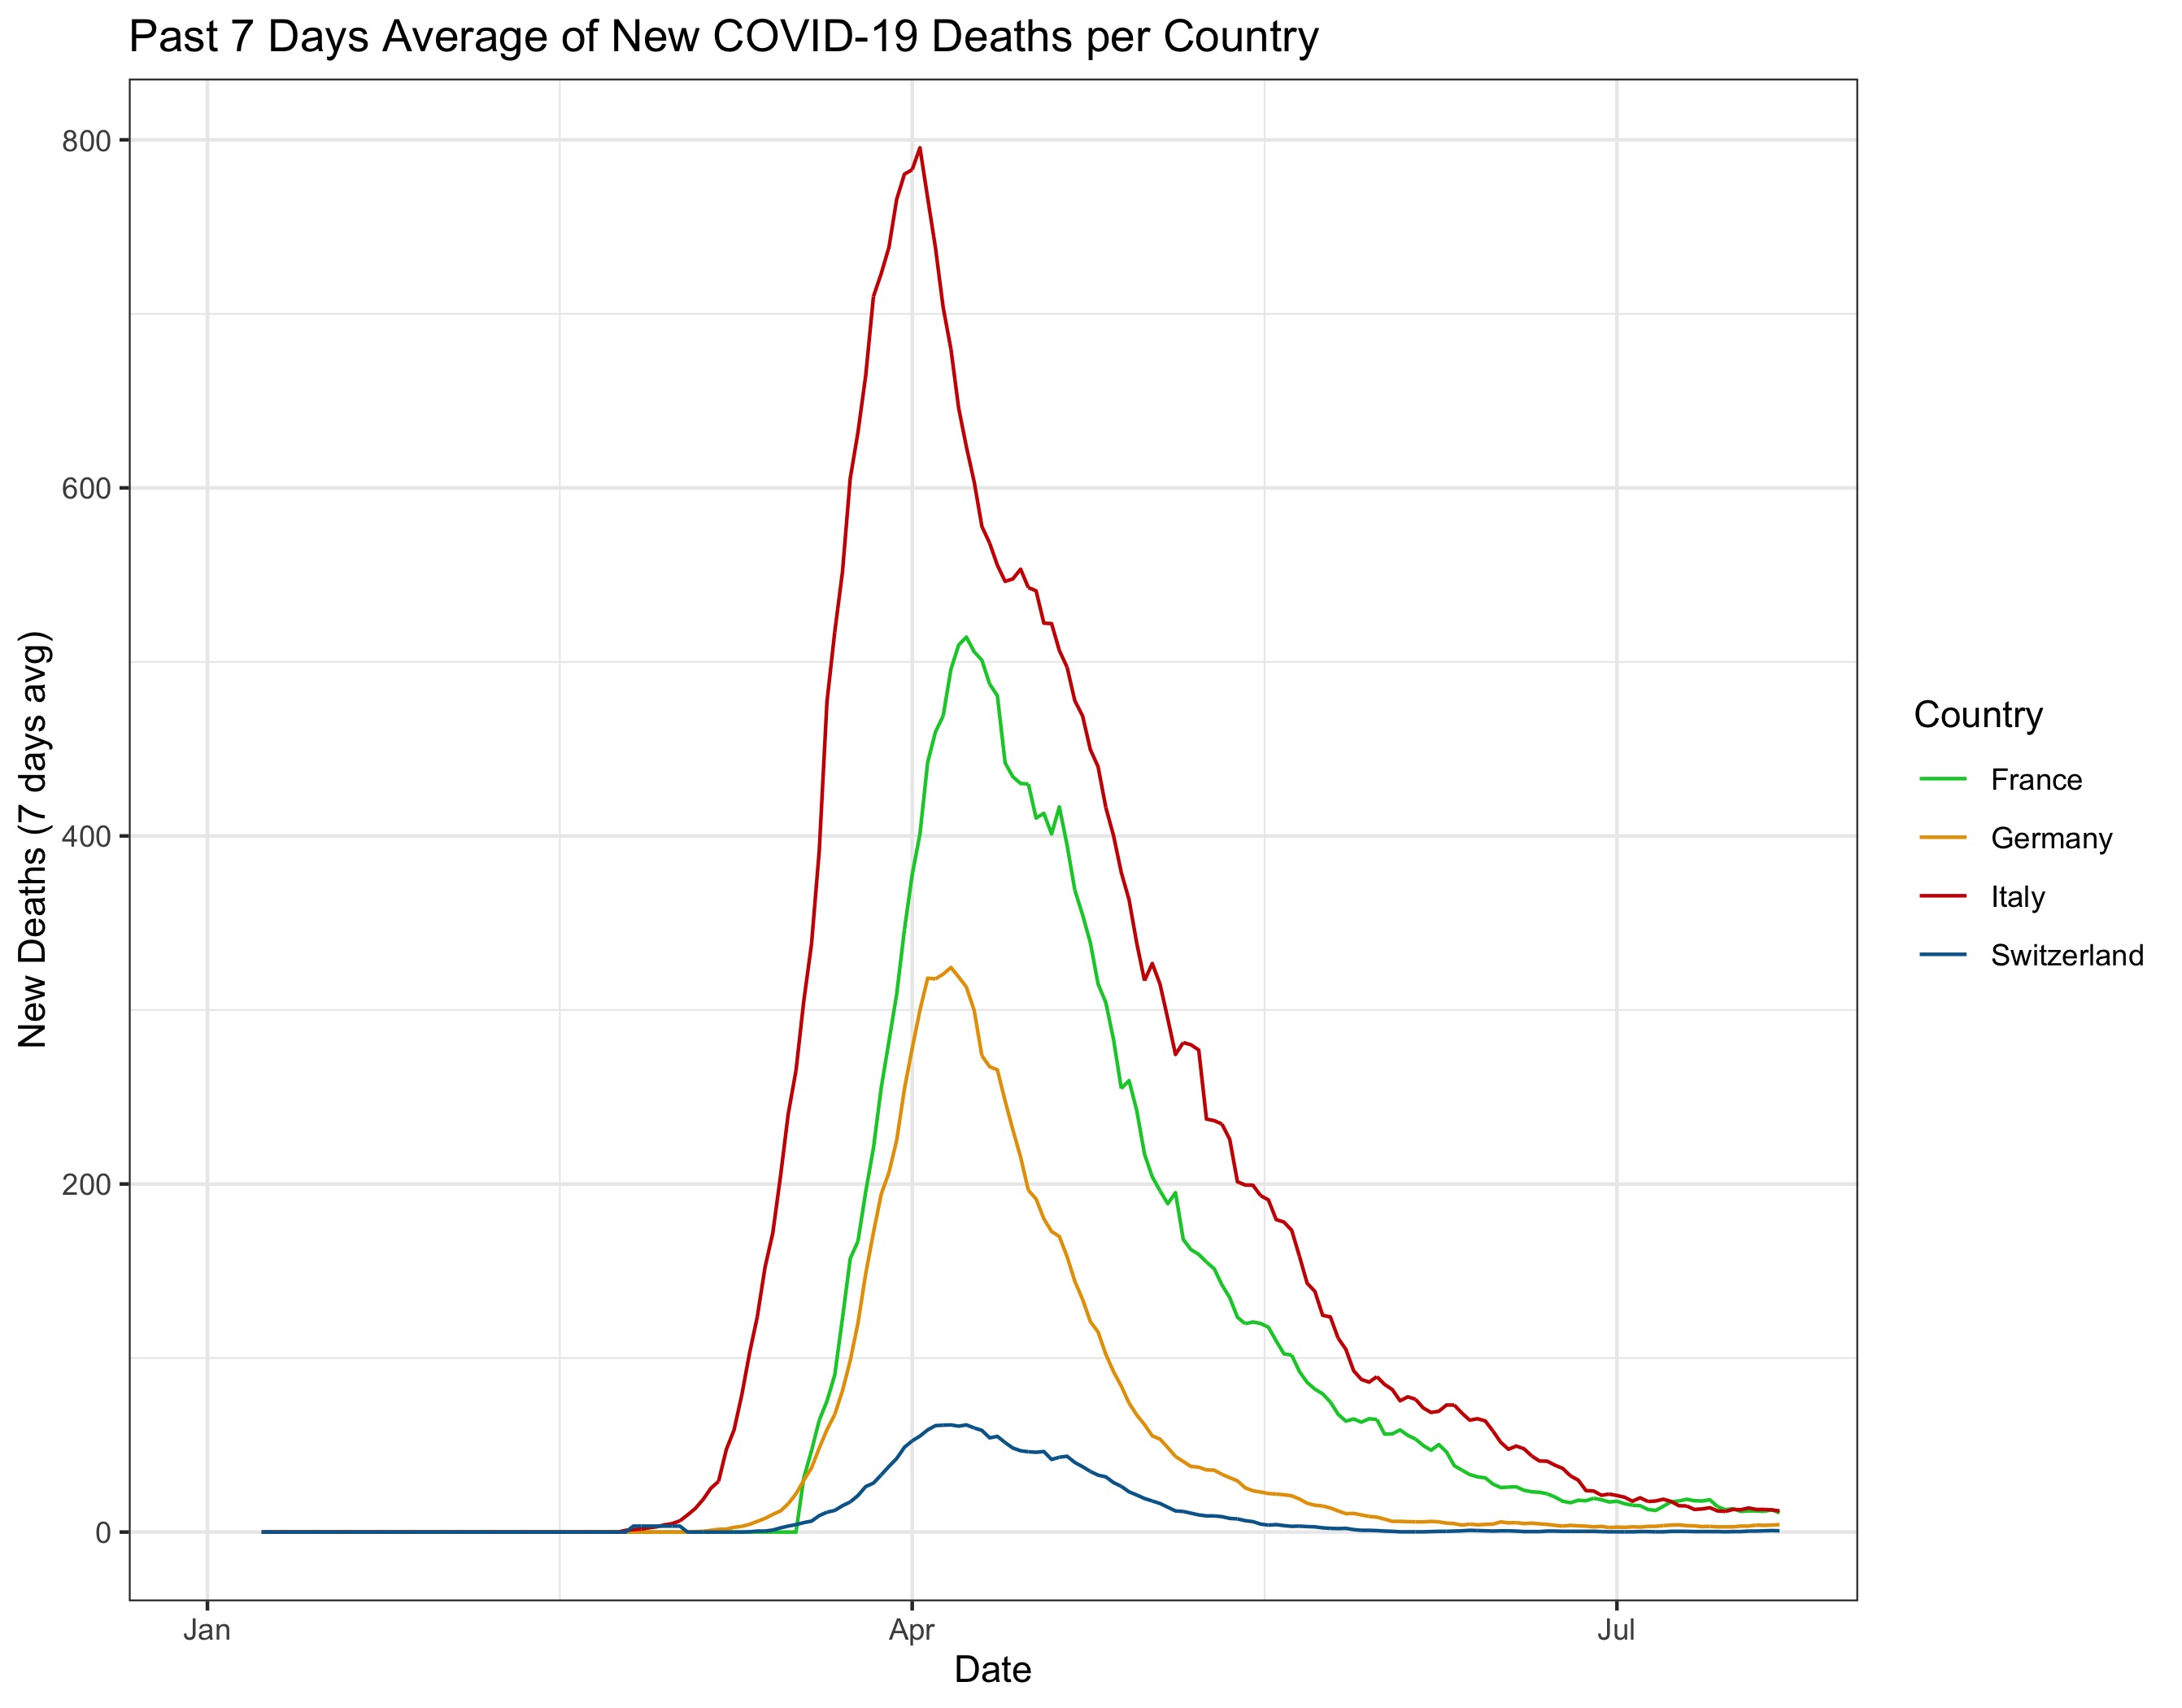 Past 7 Days Average of New COVID-19 Deaths per Country
New Deaths (7 days avg)
800
600
400
200
0
Jan
Apr
Jul
Date
Country
France
Germany
Italy
Switzerland